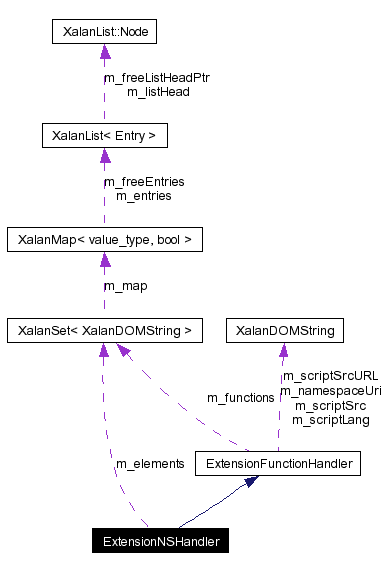 XalanList::Node
m_freeListHeadPtr
m_listHead
XalanList< Entry >
m_freeEntries
m_entries
XalanMap< value_type, bool >
m_map
XalanSet< XalanDOMString >
XalanDOMString
m_scriptSrcURL
m_namespaceUri
m_scriptSrc
m_scriptLang
m_functions
ExtensionFunctionHandler
m_elements
ExtensionNSHandler